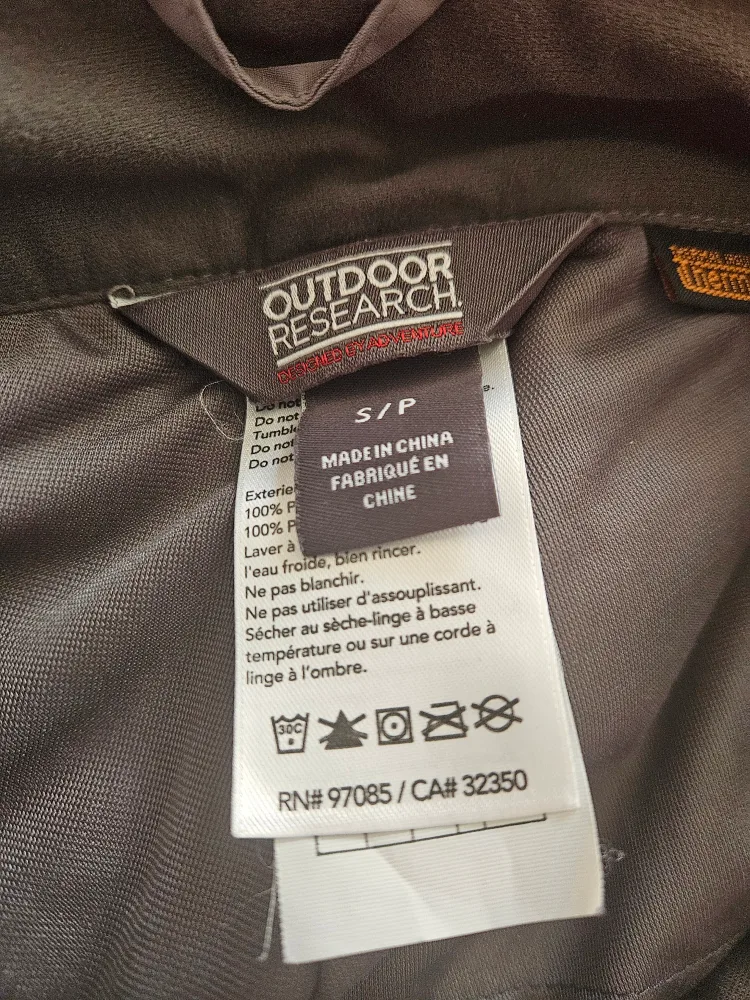 OUTDOOR
RESEARCH.
DESIGNED BY ADVENTURE
S / P
MADE IN CHINA
FABRIQUÉ EN
CHINE
Do not
Do not
Do not
Do not
100% P
100% P
Laver à
l'eau froide, bien rincer.
Ne pas blanchir.
Ne pas utiliser d'assouplissant.
Sécher au sèche-linge à basse
température ou sur une corde à
linge à l'ombre.
30C
RN# 97085 / CA# 32350